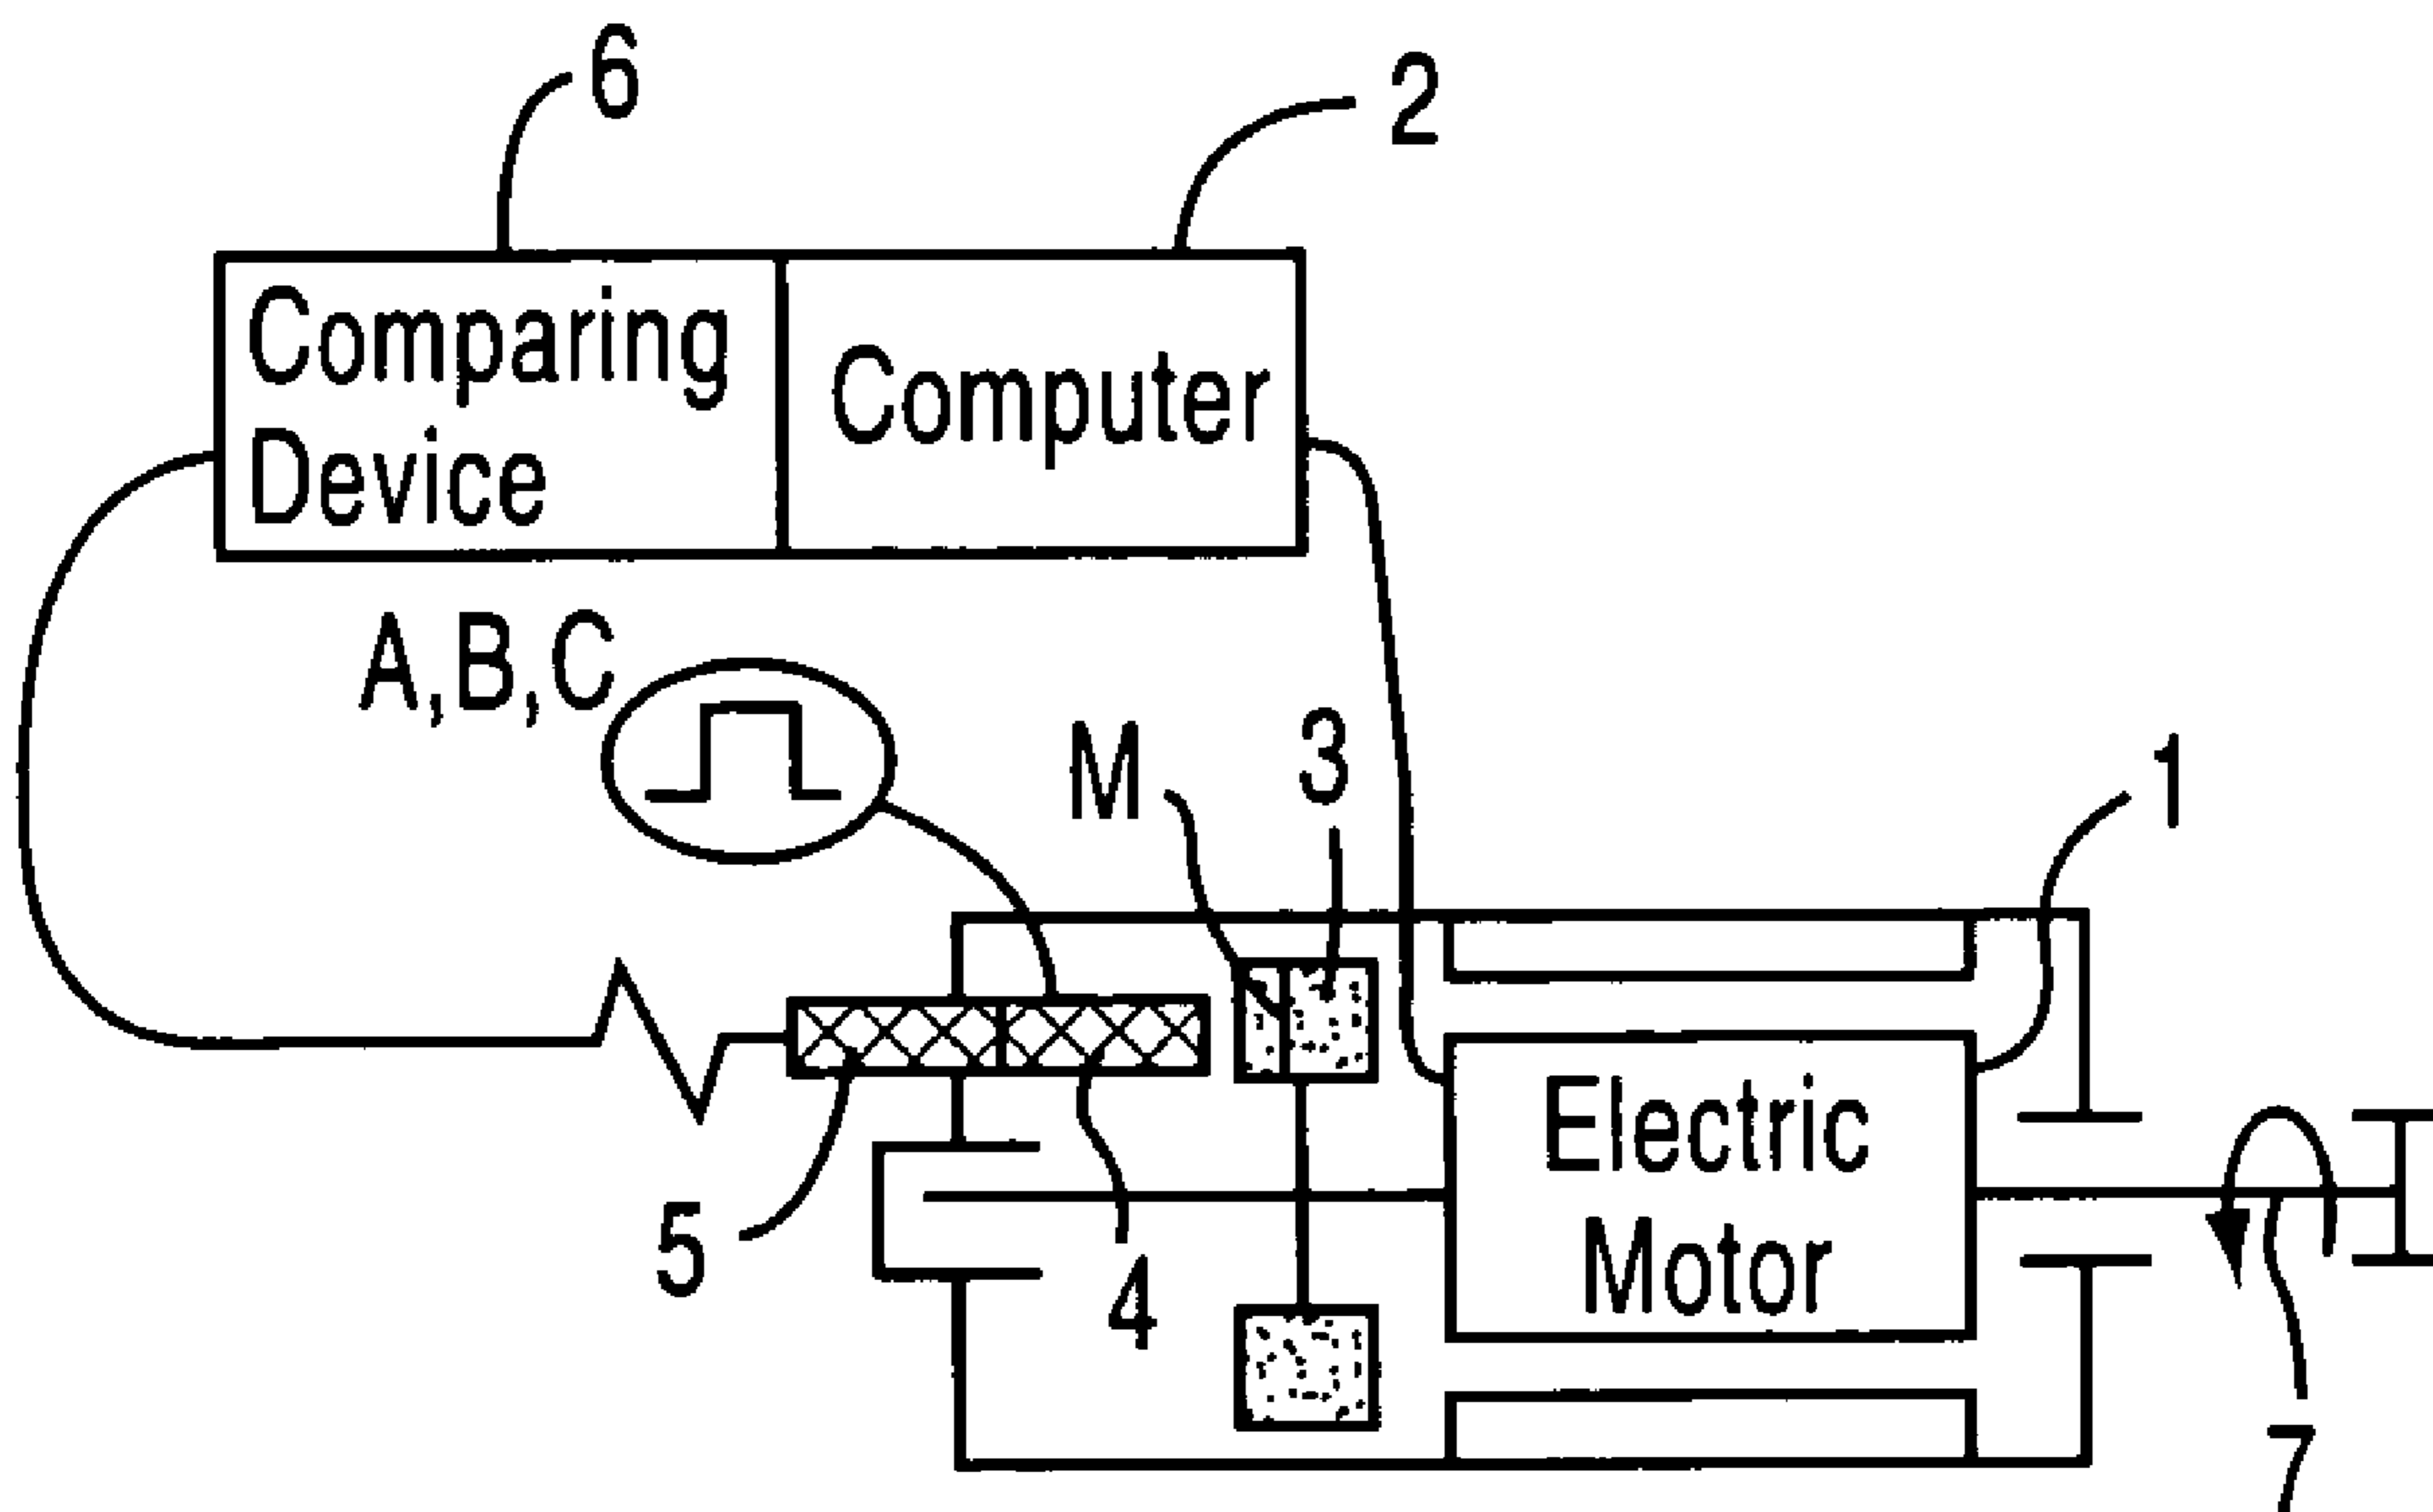 6
2
Comparing
Device
Computer
A,B,C
M
3
1
Electric
Motor
5
4
7